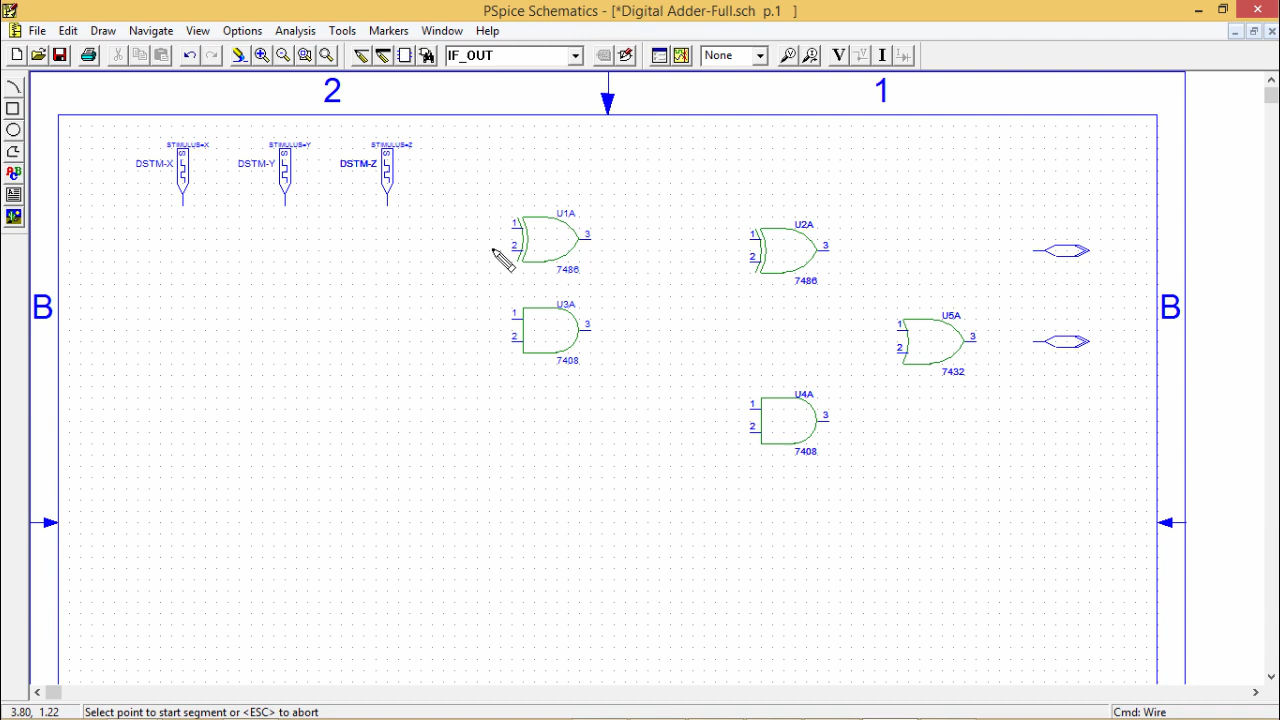 PSpice Schematics - [*Digital Adder-Full.sch p.1 ]
File Edit Draw Navigate View Options Analysis Tools Markers Window Help
IF_OUT
None
V
I
ABC
2
1
STIMULUS=X STIMULUS=Y STIMULUS=Z
DSTM-X DSTM-Y DSTM-Z
S S S
U1A
1
2
3
7486
U2A
1
2
3
7486
B
B
U3A
1
2
3
7408
U5A
1
2
3
7432
U4A
1
2
3
7408
3.80, 1.22 Select point to start segment or <ESC> to abort Cmd: Wire